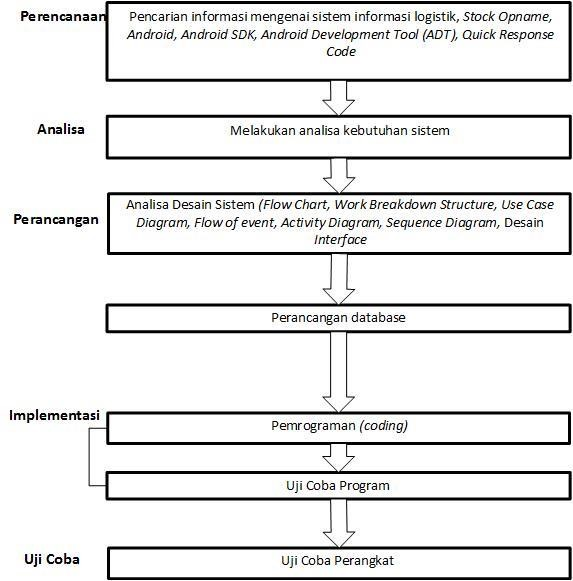 Perencanaan
Pencarian informasi mengenai sistem informasi logistik, Stock Opname,
Android, Android SDK, Android Development Tool (ADT), Quick Response
Code
Analisa
Melakukan analisa kebutuhan sistem
Perancangan
Analisa Desain Sistem (Flow Chart, Work Breakdown Structure, Use Case
Diagram, Flow of event, Activity Diagram, Sequence Diagram, Desain
Interface
Perancangan database
Implementasi
Pemrograman (coding)
Uji Coba Program
Uji Coba
Uji Coba Perangkat